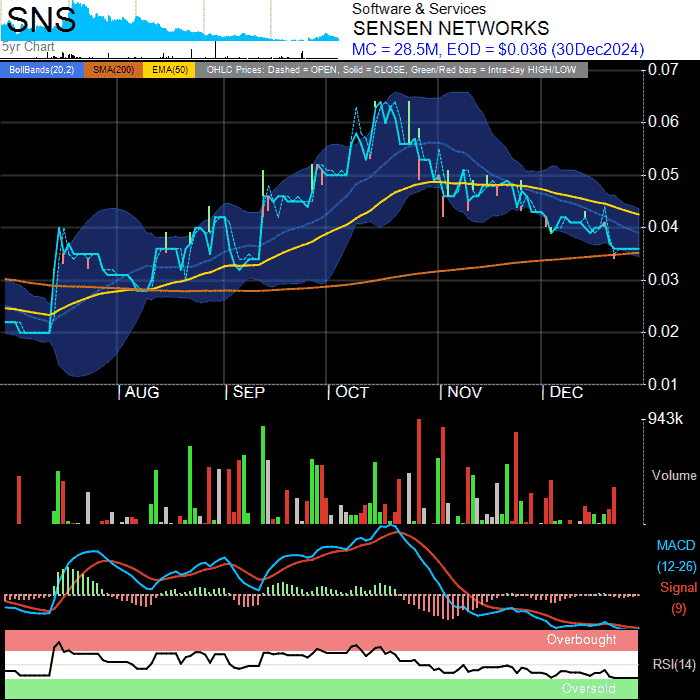 SNS
5yr Chart
Software & Services
SENSEN NETWORKS
MC = 28.5M, EOD = $0.036 (30Dec2024)
BollBands(20,2) SMA(200) EMA(50) OHLC Prices: Dashed = OPEN, Solid = CLOSE, Green/Red bars = Intra-day HIGH/LOW
0.07
0.06
0.05
0.04
0.03
0.02
0.01
AUG SEP OCT NOV DEC
943k
Volume
MACD
(12-26)
Signal
(9)
Overbought
RSI(14)
Oversold